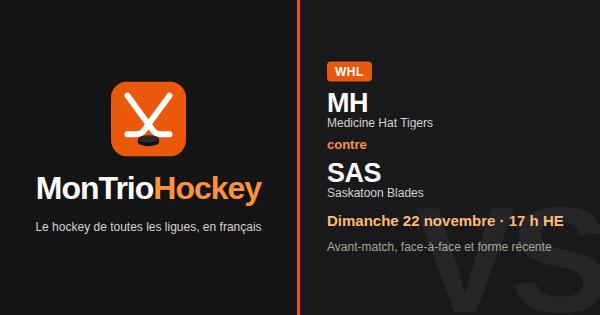 MonTrioHockey
Le hockey de toutes les ligues, en français
WHL
MH
Medicine Hat Tigers
contre
SAS
Saskatoon Blades
Dimanche 22 novembre · 17 h HE
Avant-match, face-à-face et forme récente
VS